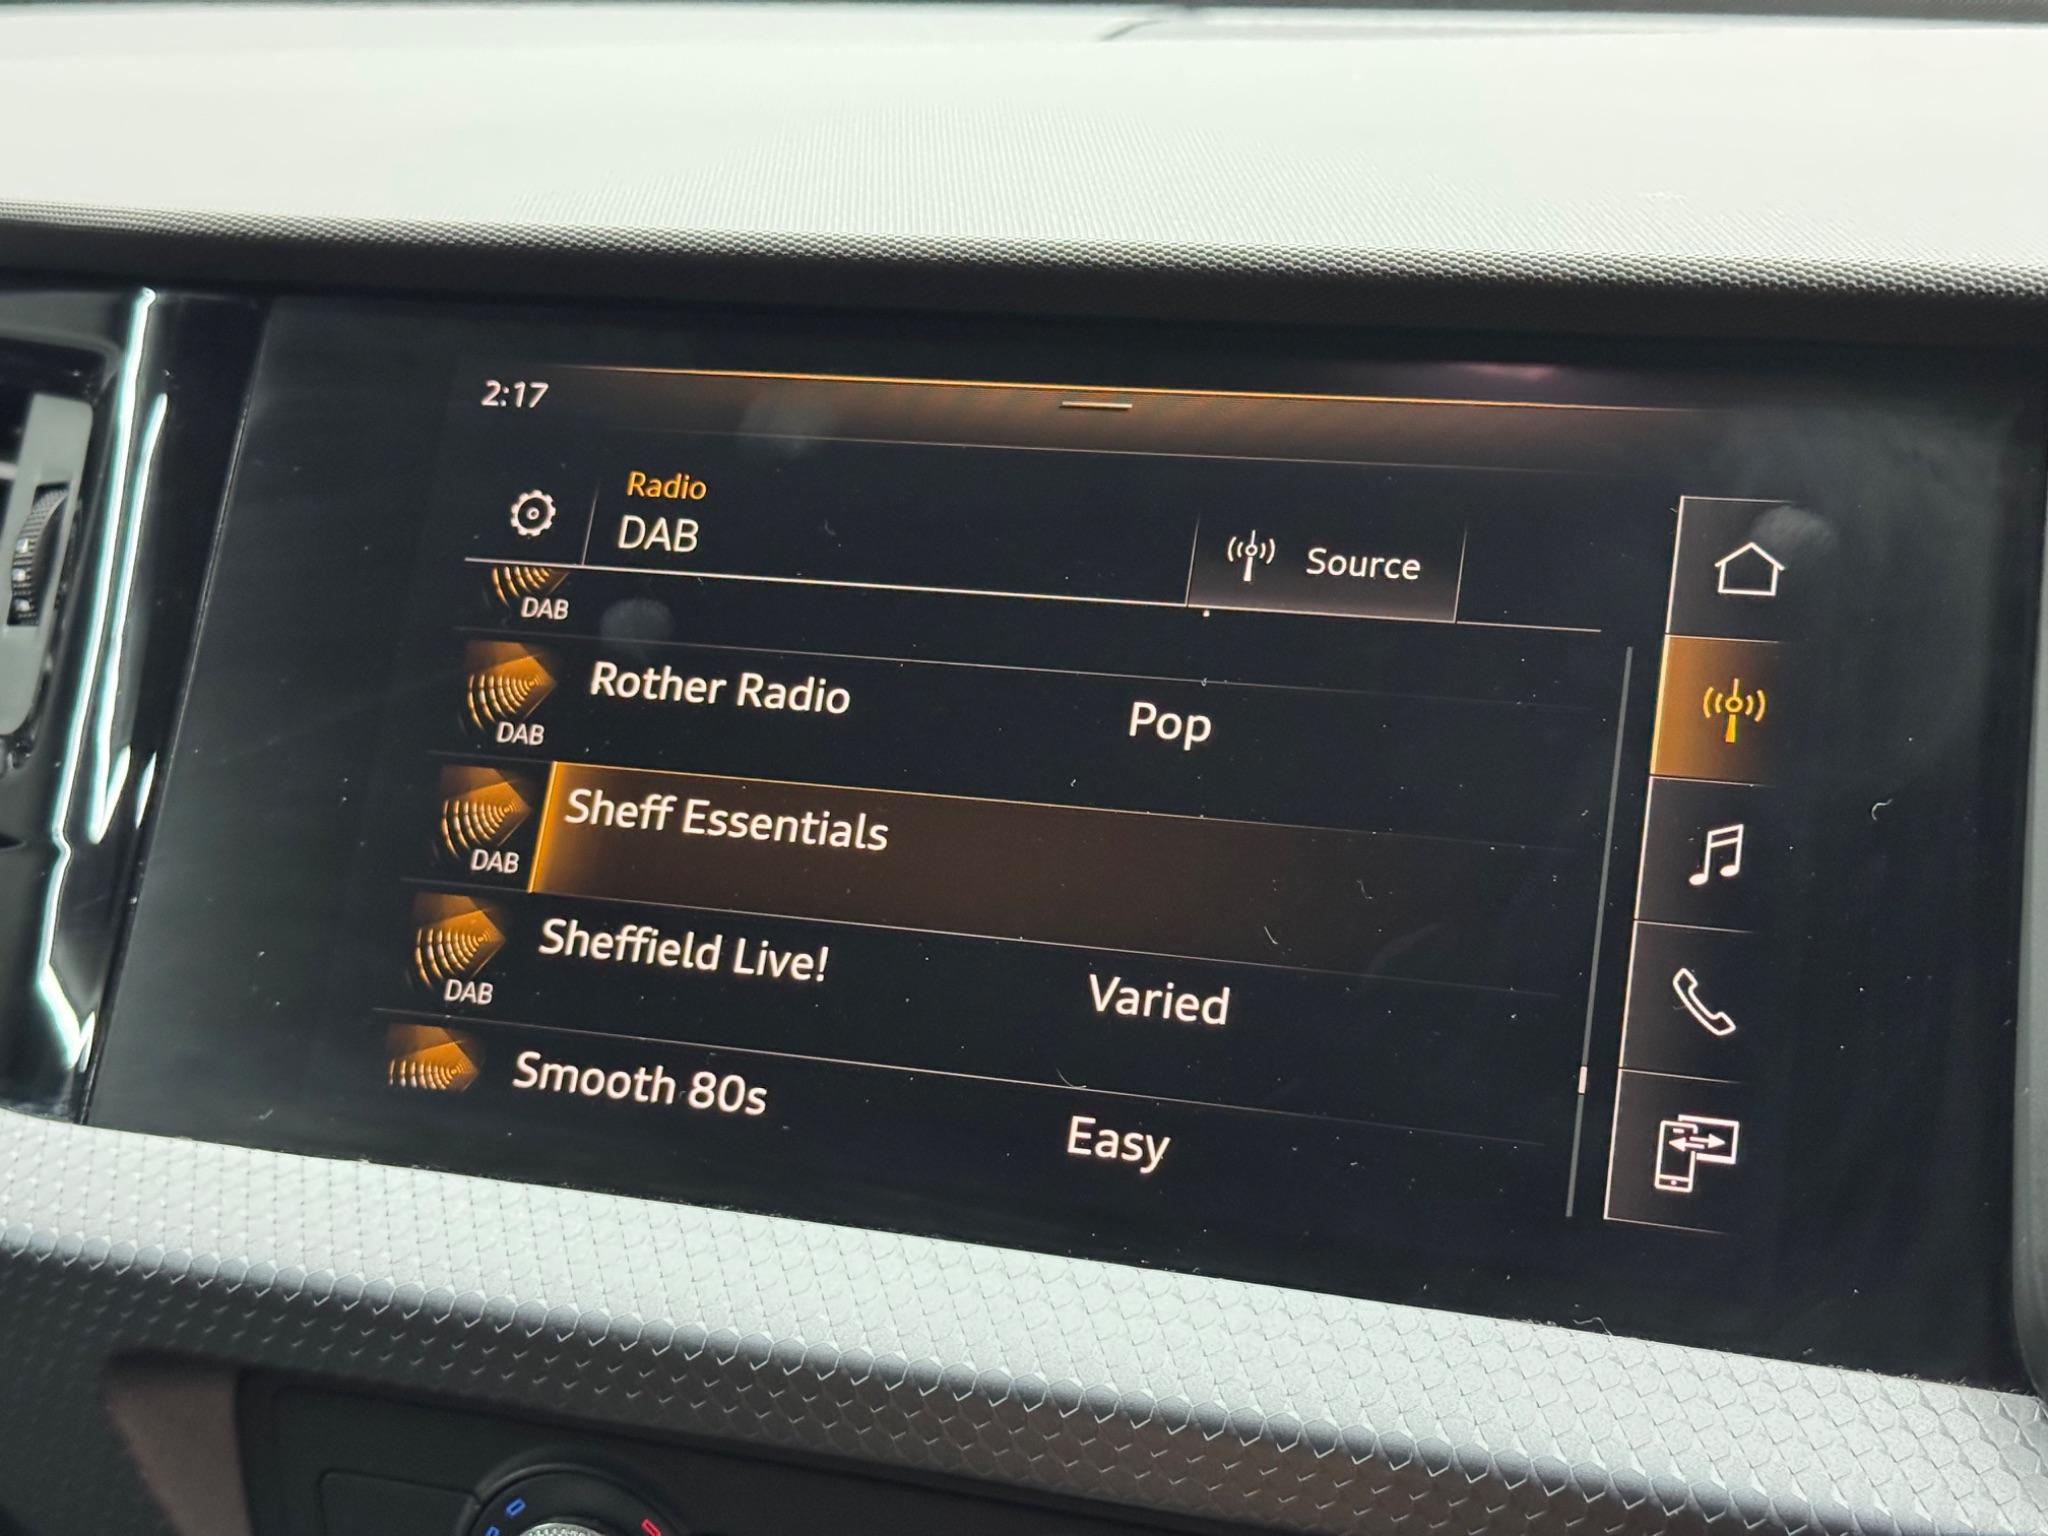 2:17
Radio
DAB
Source
DAB
Rother Radio
Pop
DAB
Sheff Essentials
DAB
Sheffield Live!
Varied
DAB
Smooth 80s
Easy